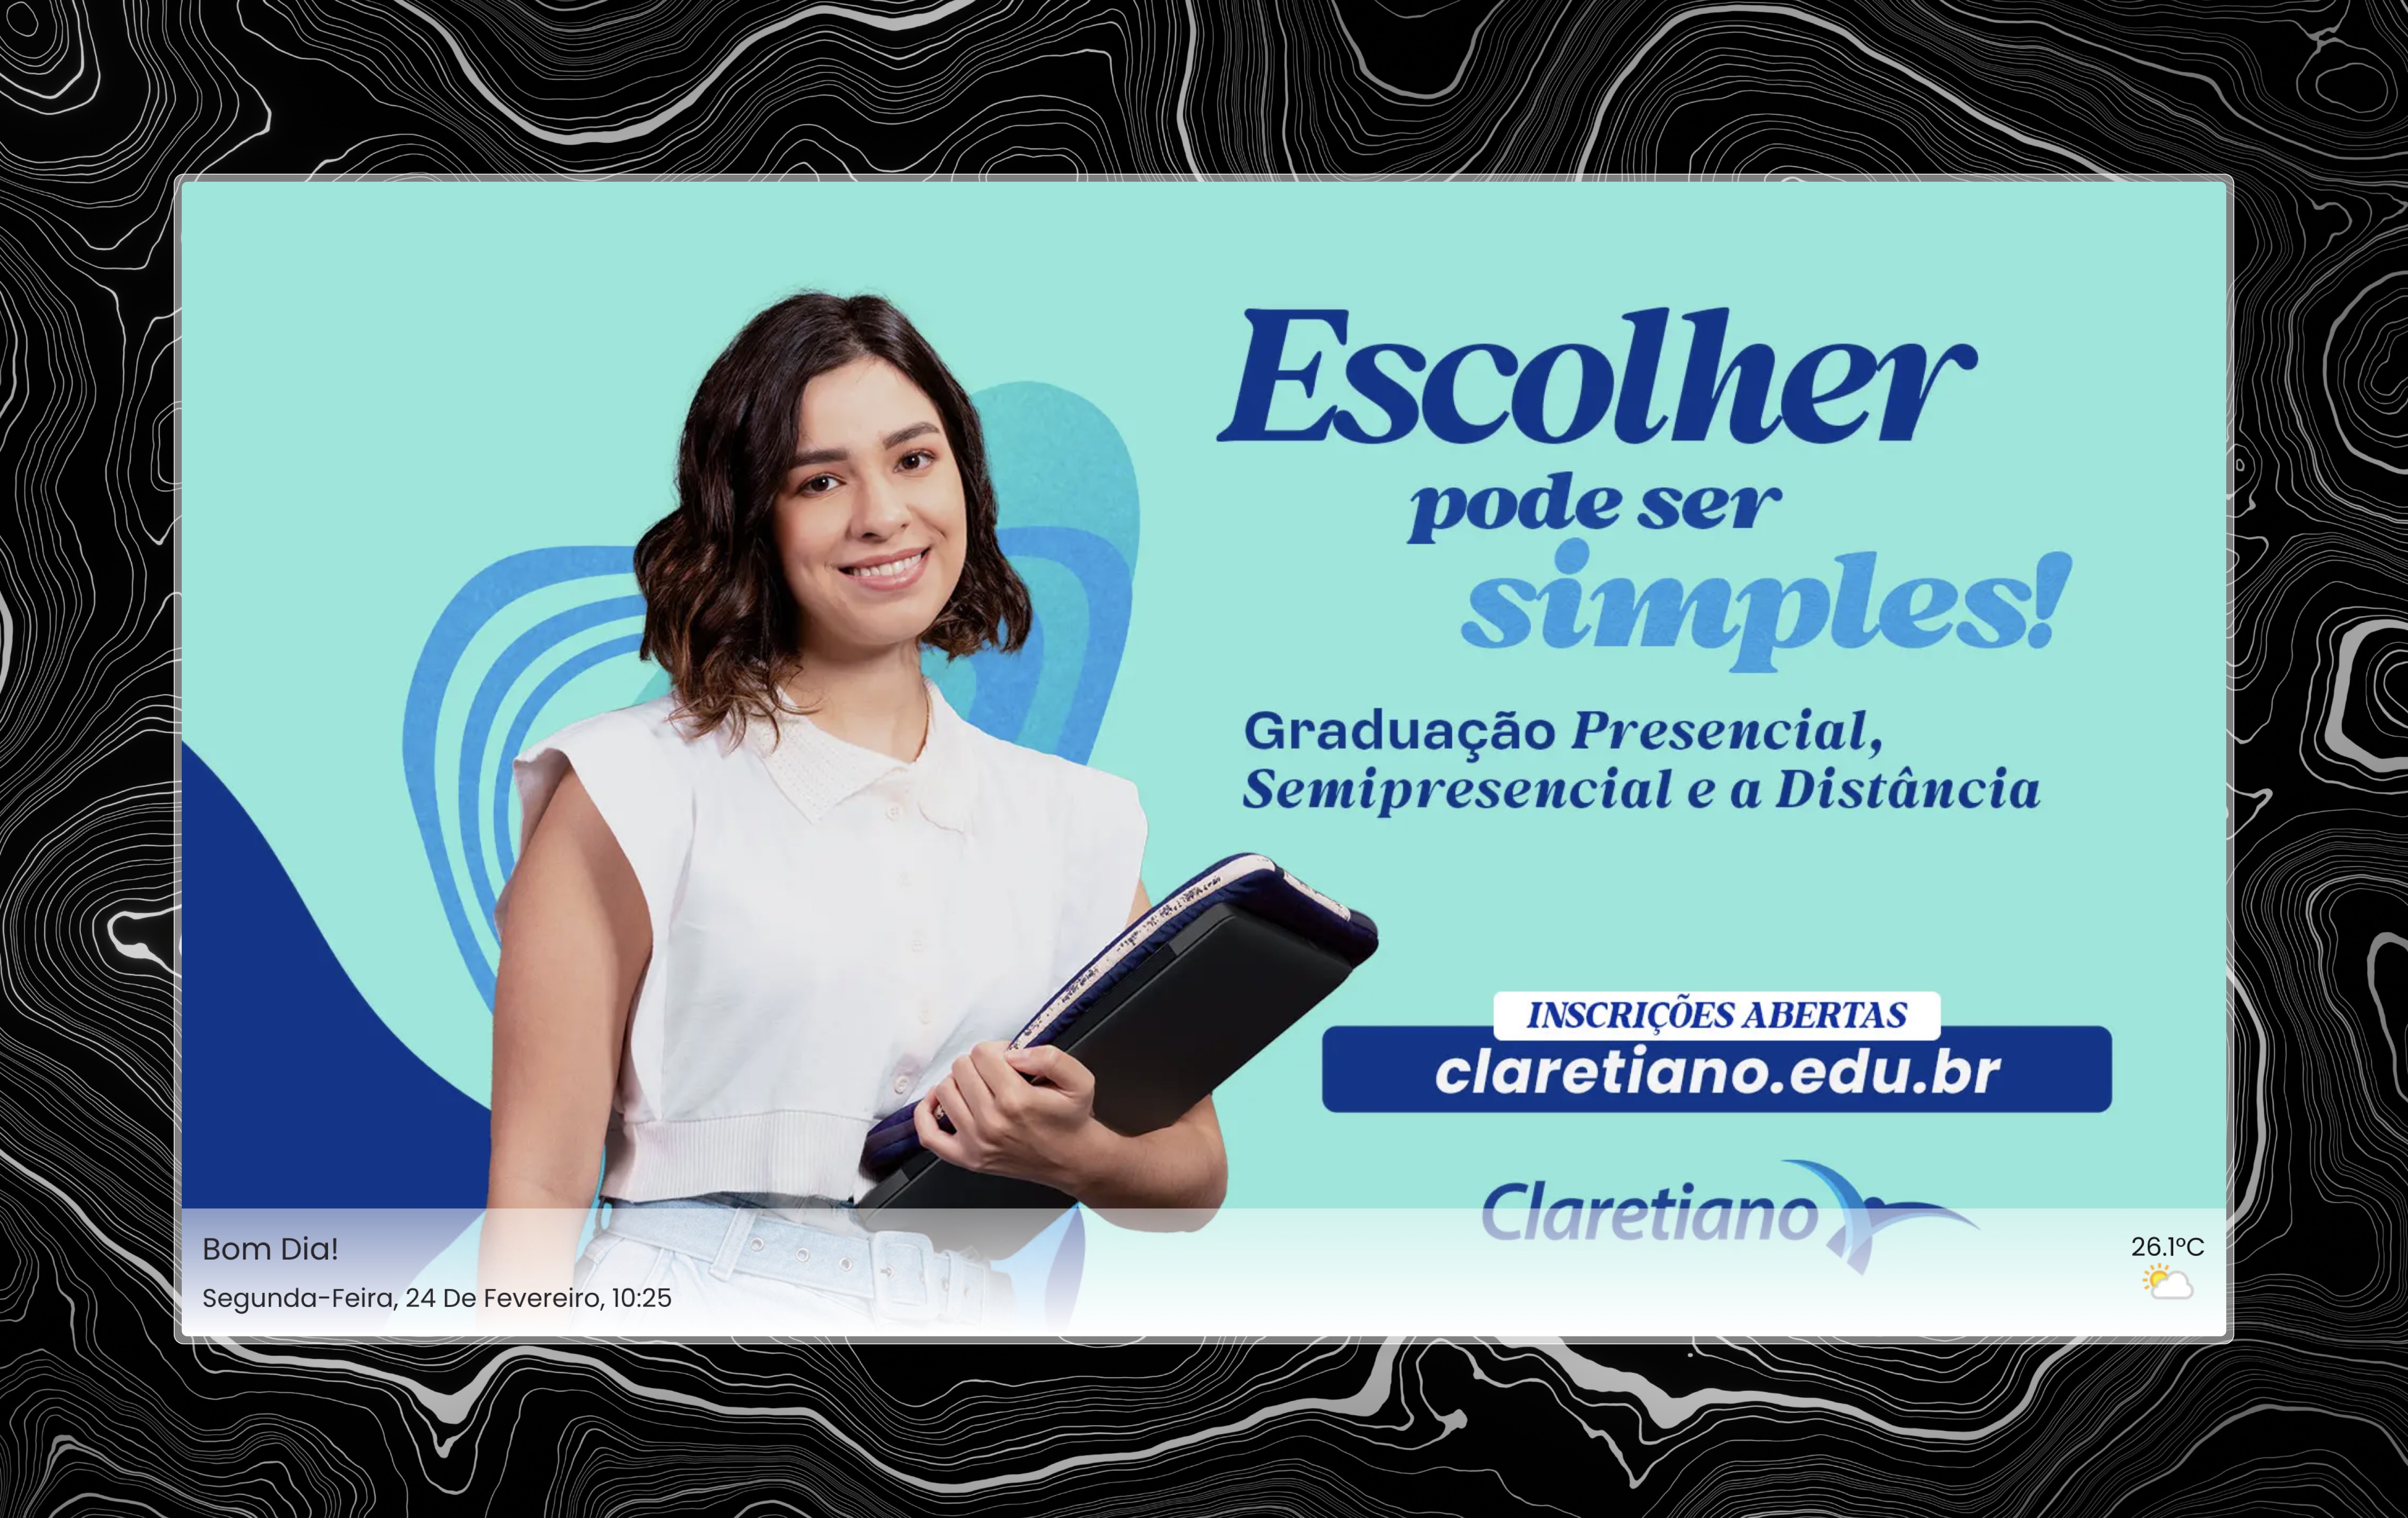 Escolher
pode ser
simples!
Graduação Presencial,
Semipresencial e a Distância
INSCRIÇÕES ABERTAS
claretiano.edu.br
Claretiano
Bom Dia!
Segunda-Feira, 24 De Fevereiro, 10:25
26.1°C